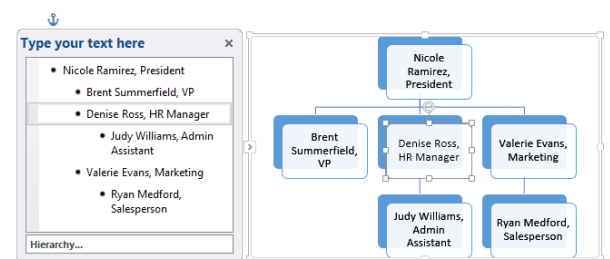 Type your text here
Nicole Ramirez, President
Brent Summerfield, VP
Denise Ross, HR Manager
Judy Williams, Admin
Assistant
Valerie Evans, Marketing
Ryan Medford,
Salesperson
Hierarchy...
Nicole
Ramirez,
President
Brent
Summerfield,
VP
Denise Ross,
HR Manager
Valerie Evans,
Marketing
Judy Williams,
Admin
Assistant
Ryan Medford,
Salesperson